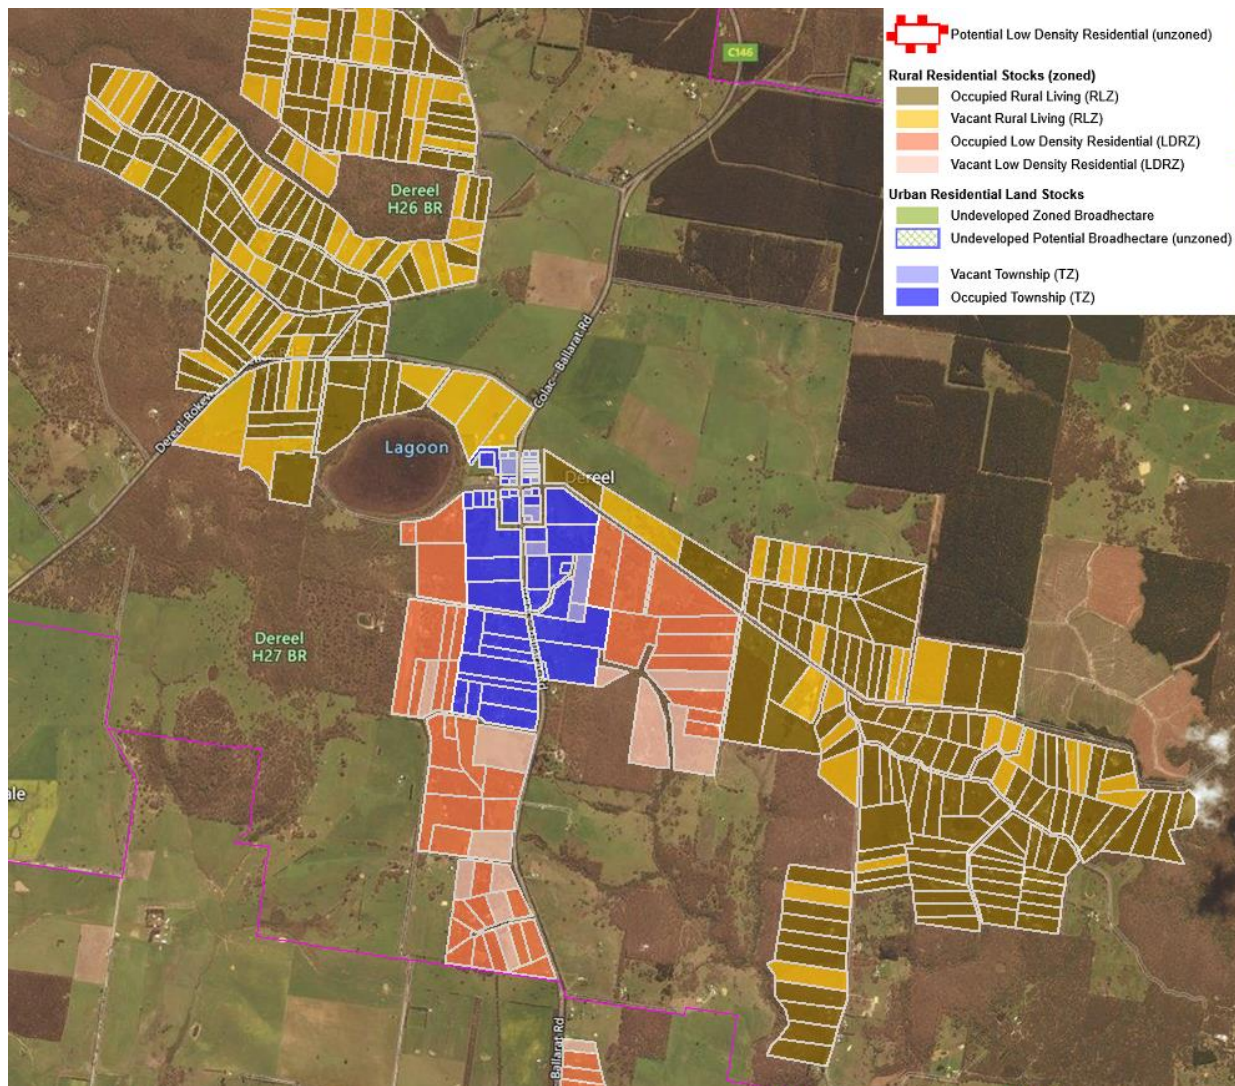 C146
Potential Low Density Residential (unzoned)
Rural Residential Stocks (zoned)
Occupied Rural Living (RLZ)
Vacant Rural Living (RLZ)
Occupied Low Density Residential (LDRZ)
Vacant Low Density Residential (LDRZ)
Urban Residential Land Stocks
Undeveloped Zoned Broadhectare
Undeveloped Potential Broadhectare (unzoned)
Vacant Township (TZ)
Occupied Township (TZ)
Dereel
H26 BR
Colac—Ballarat Rd
Dereel-Rokew
Lagoon
Dereel
Dereel
H27 BR
ale
Ballarat Rd